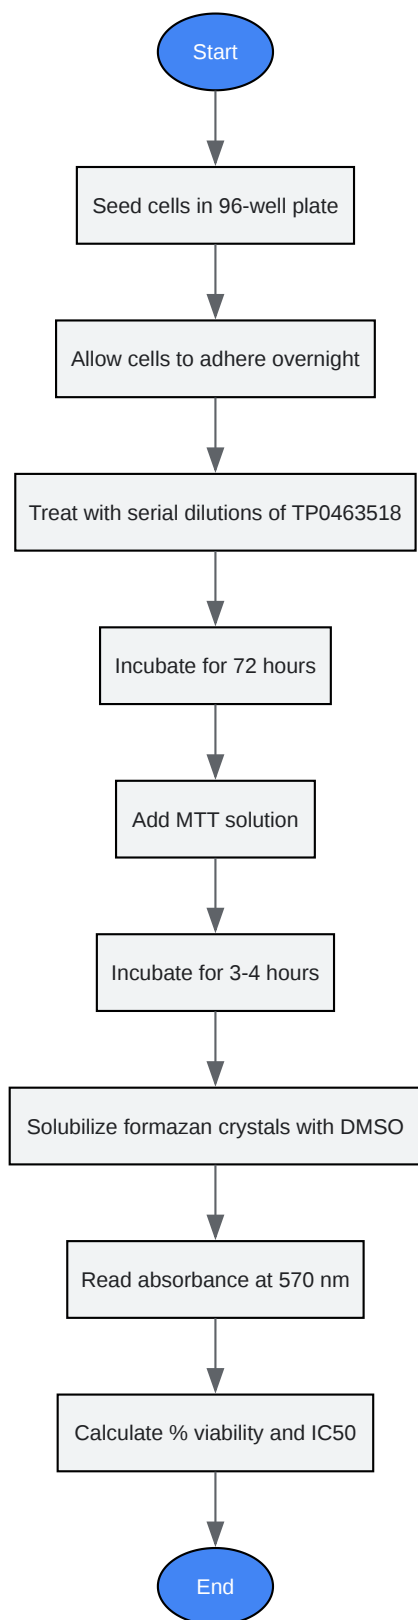 Start
Seed cells in 96-well plate
Allow cells to adhere overnight
Treat with serial dilutions of TP0463518
Incubate for 72 hours
Add MTT solution
Incubate for 3-4 hours
Solubilize formazan crystals with DMSO
Read absorbance at 570 nm
Calculate % viability and IC50
End